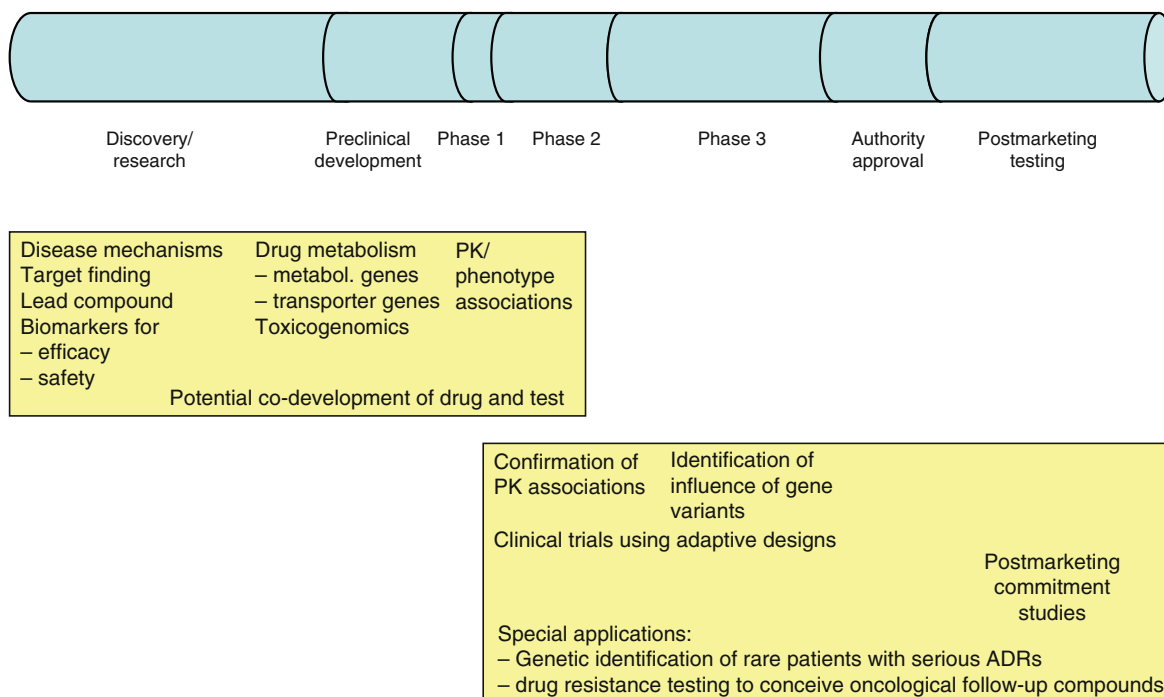 Discovery/
research
Preclinical
development
Phase 1
Phase 2
Phase 3
Authority
approval
Postmarketing
testing
Disease mechanisms
Target finding
Lead compound
Biomarkers for
– efficacy
– safety
Drug metabolism
– metabol. genes
– transporter genes
Toxicogenomics
PK/
phenotype
associations
Potential co-development of drug and test
Confirmation of
PK associations
Identification of
influence of gene
variants
Clinical trials using adaptive designs
Postmarketing
commitment
studies
Special applications:
– Genetic identification of rare patients with serious ADRs
– drug resistance testing to conceive oncological follow-up compounds